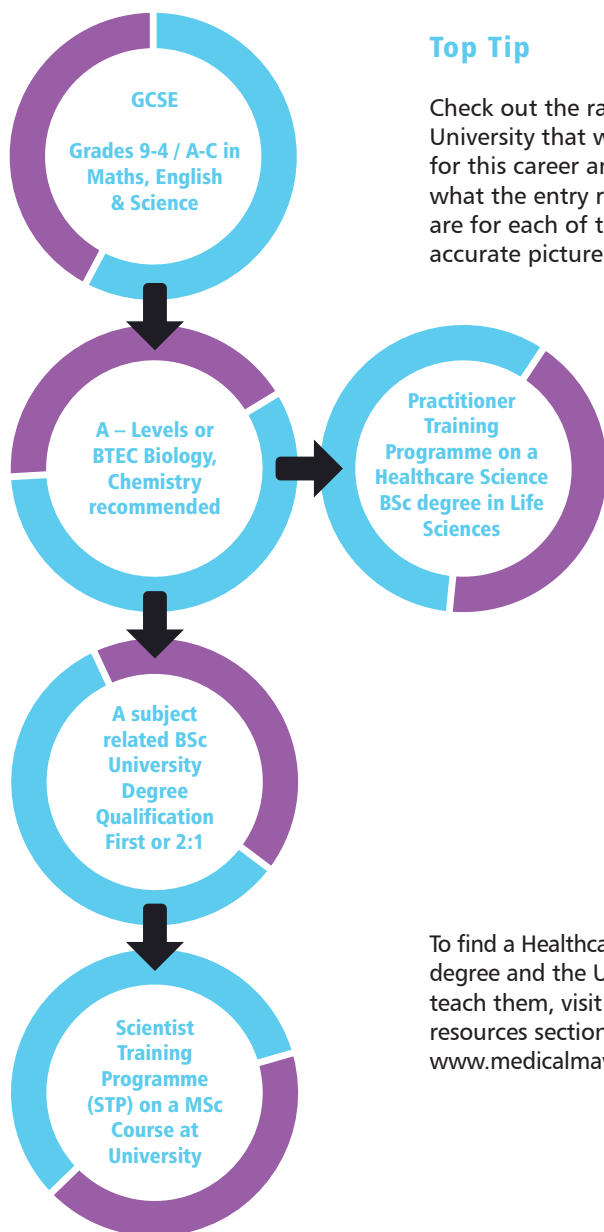 GCSE
Grades 9-4 / A-C in
Maths, English
& Science
Top Tip
Check out the
University that
for this career
what the entry
are for each of
accurate picture
A – Levels or
BTEC Biology,
Chemistry
recommended
Practitioner
Training
Programme on a
Healthcare Science
BSc degree in Life
Sciences
A subject
related BSc
University
Degree
Qualification
First or 2:1
Scientist
Training
Programme
(STP) on a MSc
Course at
University
To find a
degree and the
teach them, visit
resources section